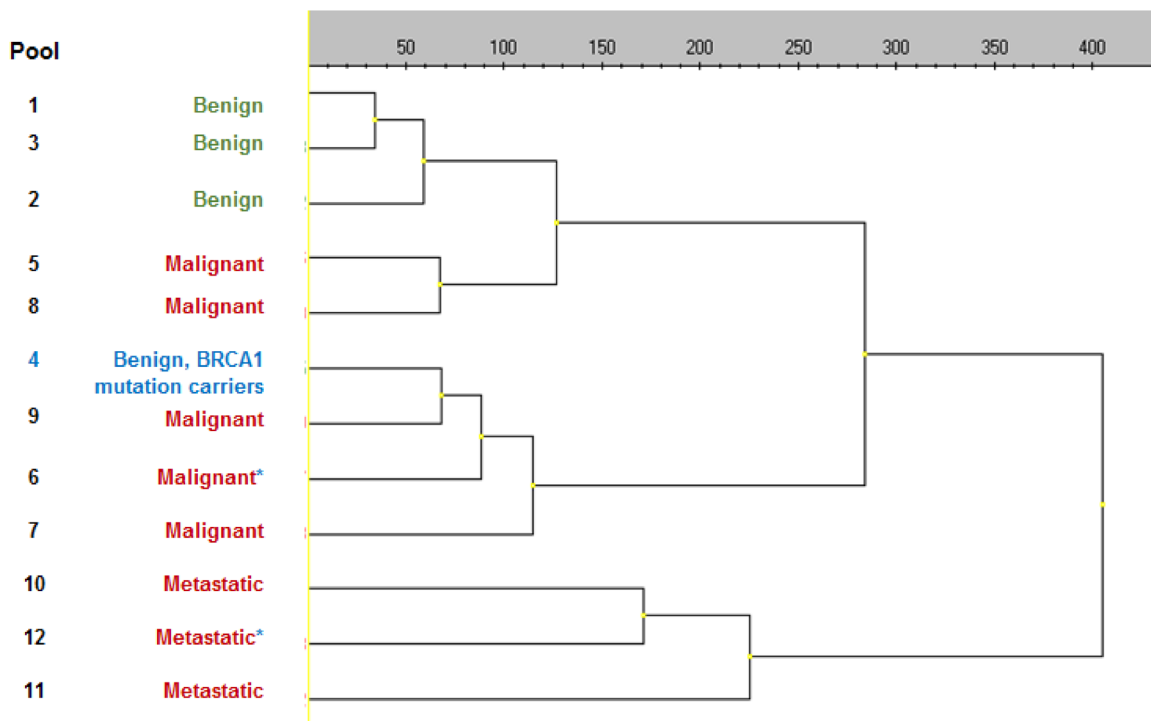 50 100 150 200 250 300 350 400
Pool
1 Benign
3 Benign
2 Benign
5 Malignant
8 Malignant
4 Benign, BRCA1
mutation carriers
9 Malignant
6 Malignant*
7 Malignant
10 Metastatic
12 Metastatic*
11 Metastatic